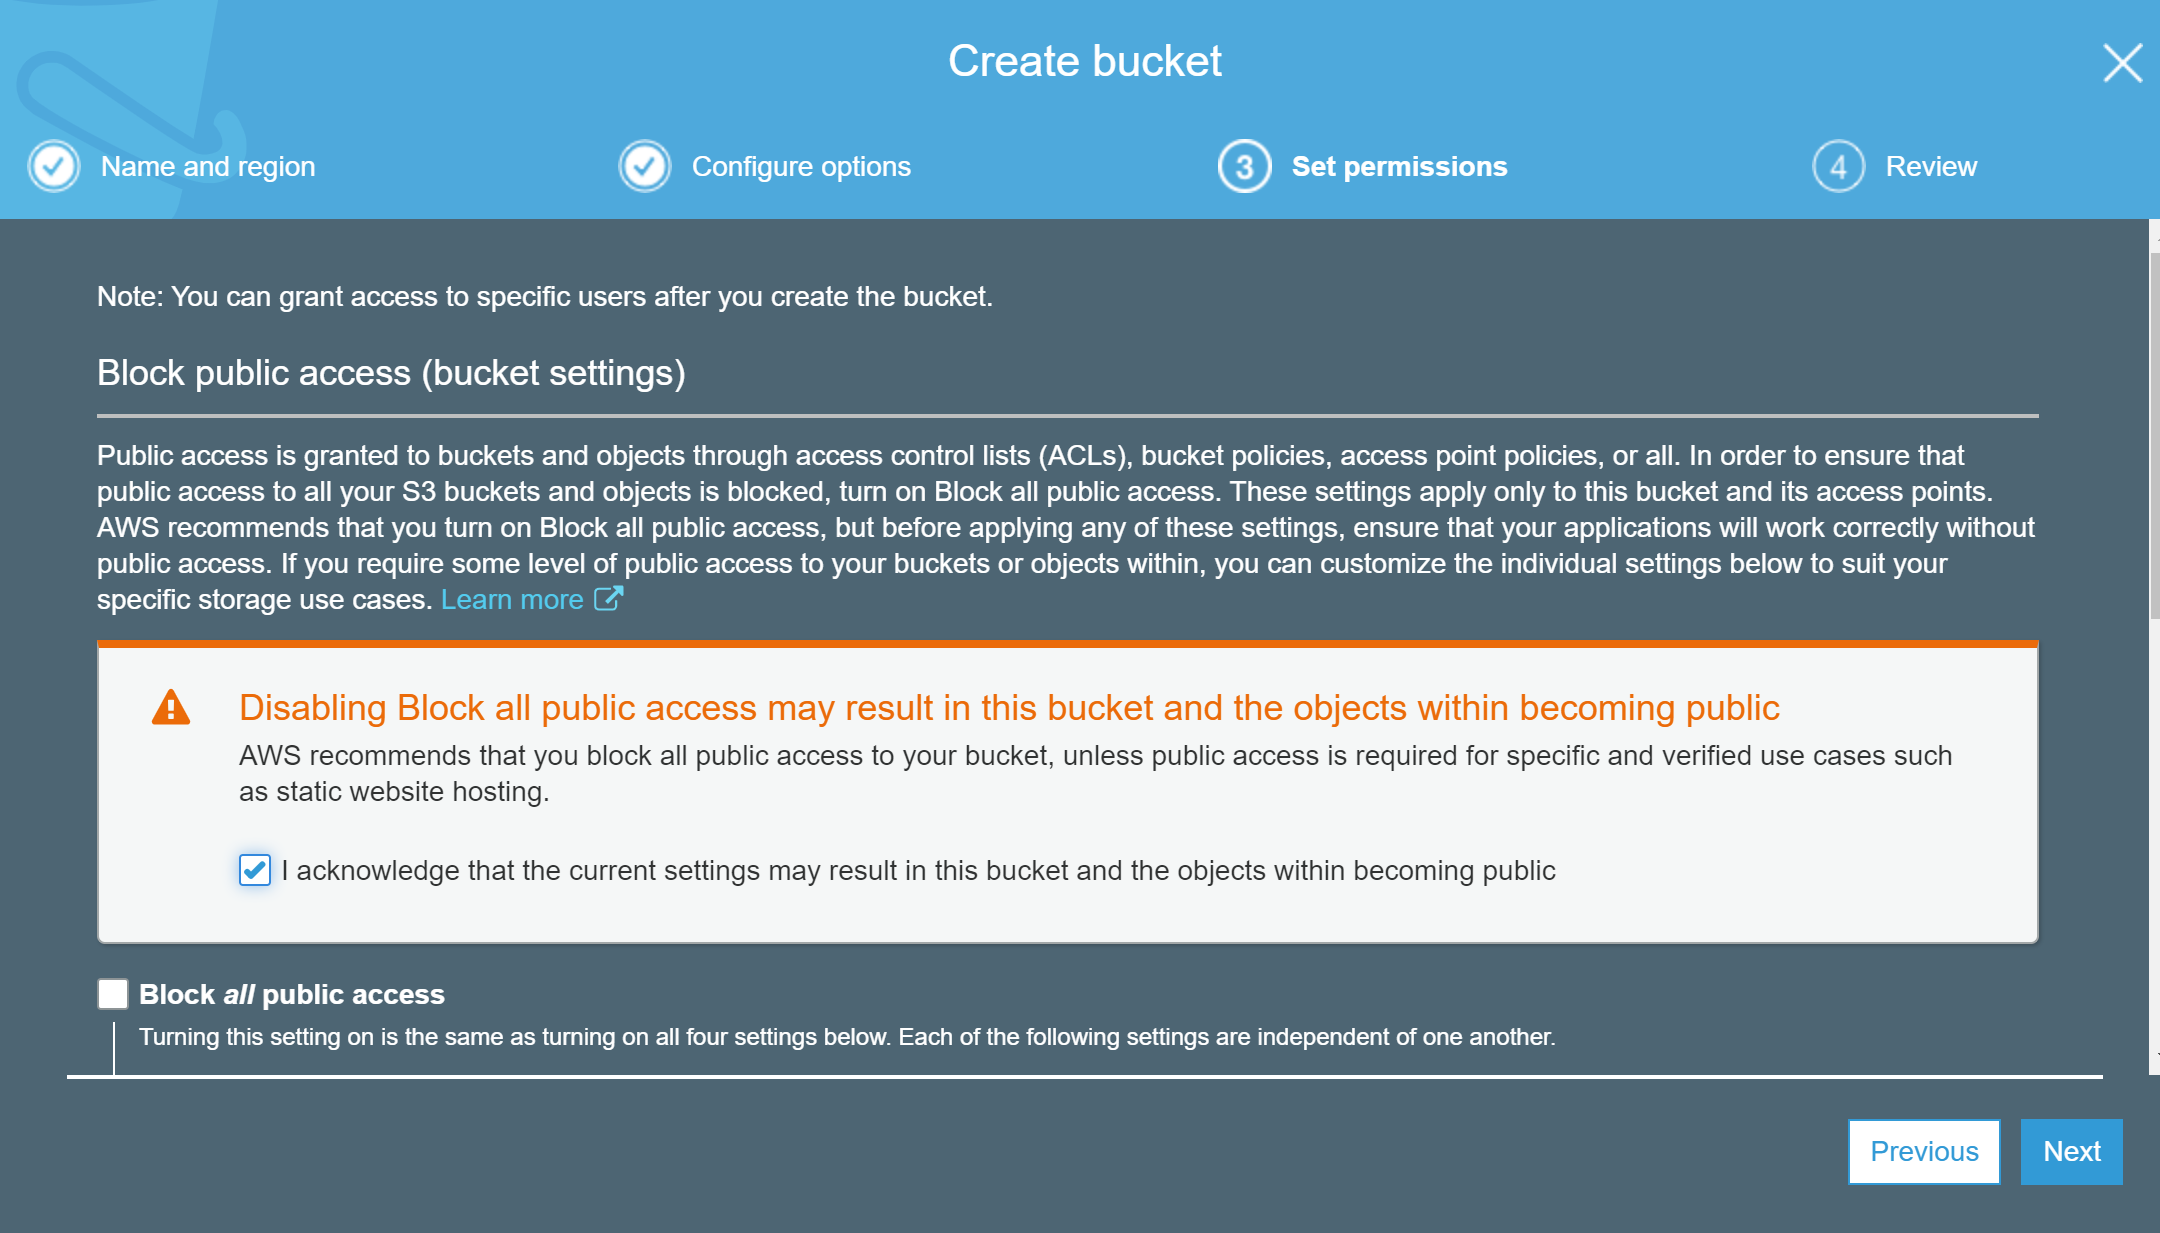 Create bucket
Name and region
Configure options
3 Set permissions
4 Review
Note: You can grant access to specific users after you create the bucket.
Block public access (bucket settings)
Public access is granted to buckets and objects through access control lists (ACLs), bucket policies, access point policies, or all. In order to ensure that
public access to all your S3 buckets and objects is blocked, turn on Block all public access. These settings apply only to this bucket and its access points.
AWS recommends that you turn on Block all public access, but before applying any of these settings, ensure that your applications will work correctly without
public access. If you require some level of public access to your buckets or objects within, you can customize the individual settings below to suit your
specific storage use cases. Learn more
Disabling Block all public access may result in this bucket and the objects within becoming public
AWS recommends that you block all public access to your bucket, unless public access is required for specific and verified use cases such
as static website hosting.
I acknowledge that the current settings may result in this bucket and the objects within becoming public
Block all public access
Turning this setting on is the same as turning on all four settings below. Each of the following settings are independent of one another.
Previous
Next